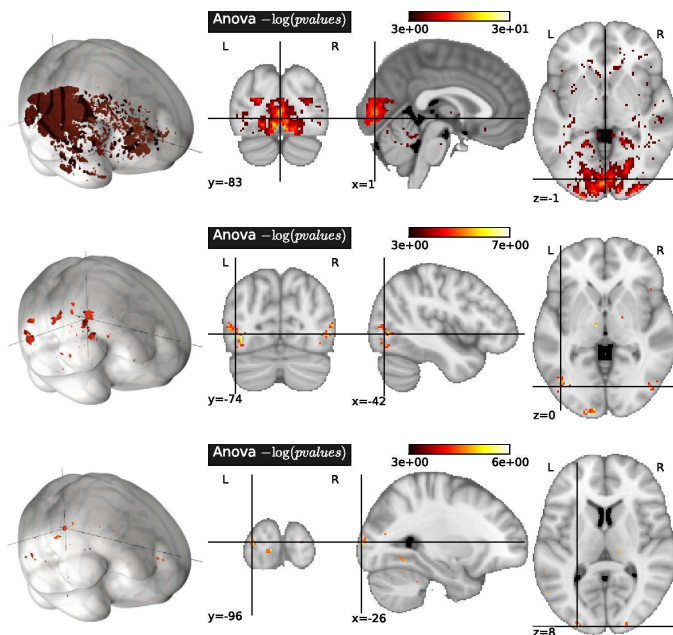 Anova −log(pvalues)
3e+00 3e+01
L R
L R
y=-83
x=1
z=-1
Anova −log(pvalues)
3e+00 7e+00
L R
L R
y=-74
x=-42
z=0
Anova −log(pvalues)
3e+00 6e+00
L R
L R
y=-96
x=-26
z=8